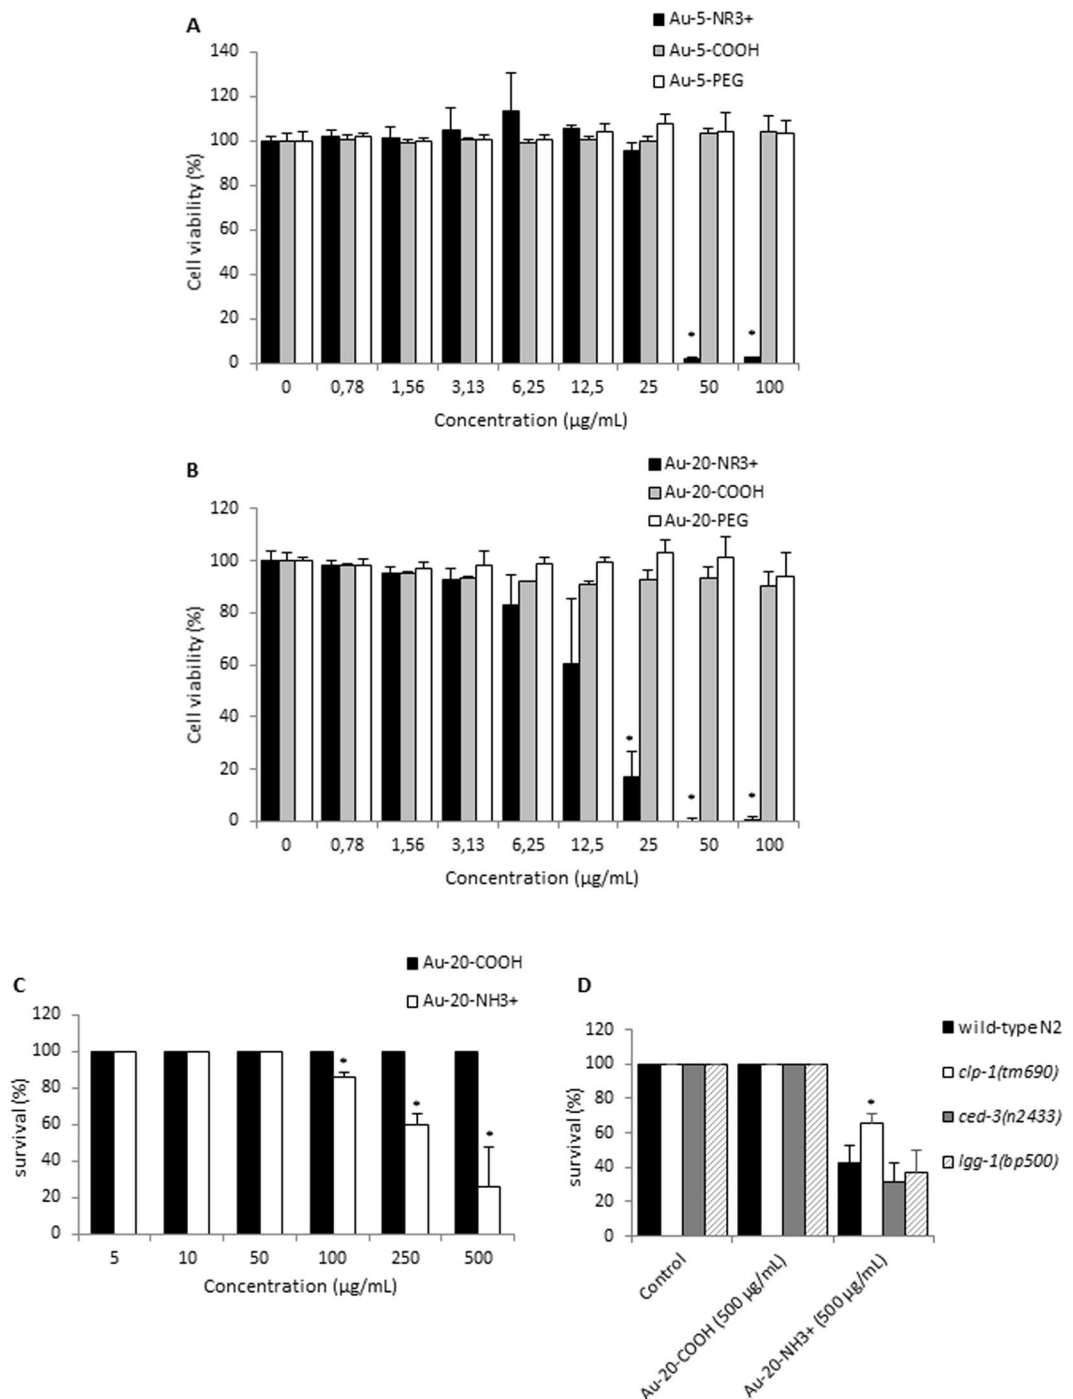 A
Au-5-NR3+
Au-5-COOH
Au-5-PEG
140
120
100
80
60
40
20
0
Cell viability (%)
* *
0 0,78 1,56 3,13 6,25 12,5 25 50 100
Concentration (µg/mL)
B
Au-20-NR3+
Au-20-COOH
Au-20-PEG
120
100
80
60
40
20
0
Cell viability (%)
* * *
0 0,78 1,56 3,13 6,25 12,5 25 50 100
Concentration (µg/mL)
C
Au-20-COOH
Au-20-NH3+
120
100
80
60
40
20
0
survival (%)
* * *
5 10 50 100 250 500
Concentration (µg/mL)
D
wild-type N2
clp-1(tm690)
ced-3(n2433)
lgg-1(bp500)
120
100
80
60
40
20
0
survival (%)
*
Control
Au-20-COOH (500 µg/mL)
Au-20-NH3+ (500 µg/mL)